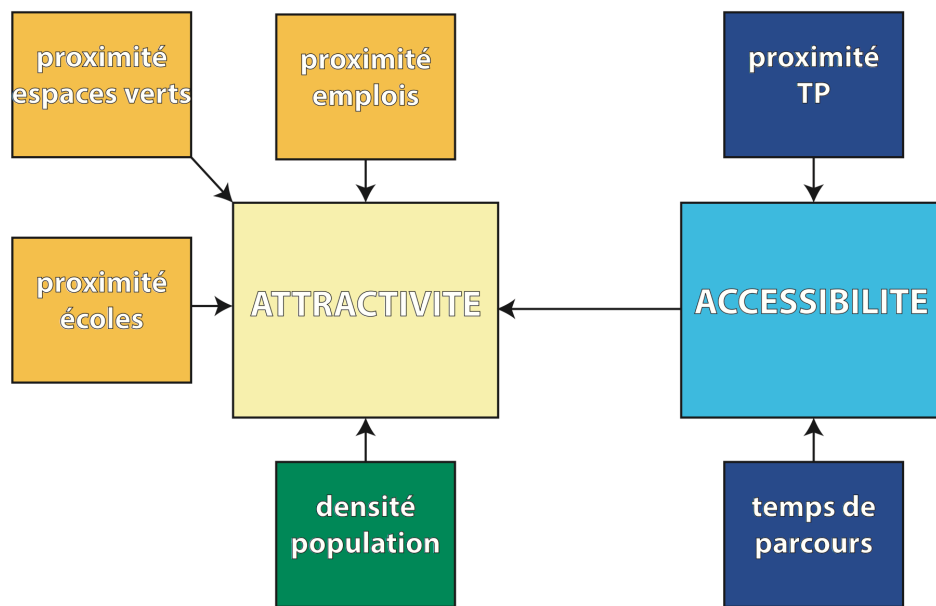 proximité
espaces verts
proximité
emplois
proximité
TP
proximité
écoles
ATTRACTIVITE
ACCESSIBILITE
densité
population
temps de
parcours